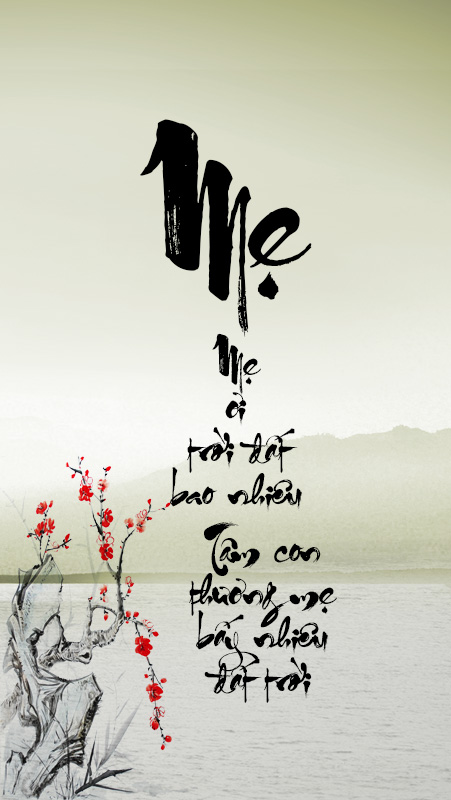 Mẹ
Mẹ
ơi
trời đất
bao nhiêu
Tâm con
thương mẹ
bấy nhiêu
đất trời